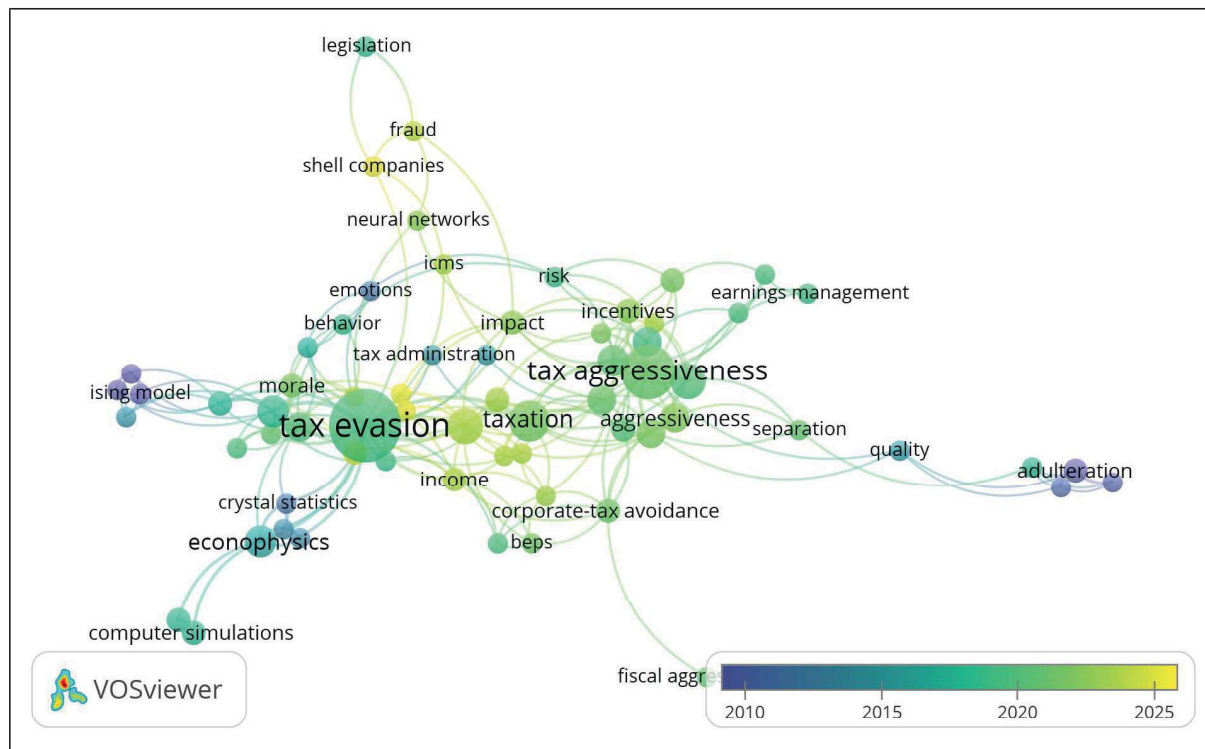 legislation
fraud
shell companies
neural networks
icms
risk
emotions
earnings management
behavior
impact
incentives
tax administration
tax aggressiveness
ising model
morale
tax evasion
taxation
aggressiveness
separation
quality
adulteration
income
crystal statistics
corporate-tax avoidance
econophysics
beps
computer simulations
fiscal aggres
VOSviewer
2010
2015
2020
2025